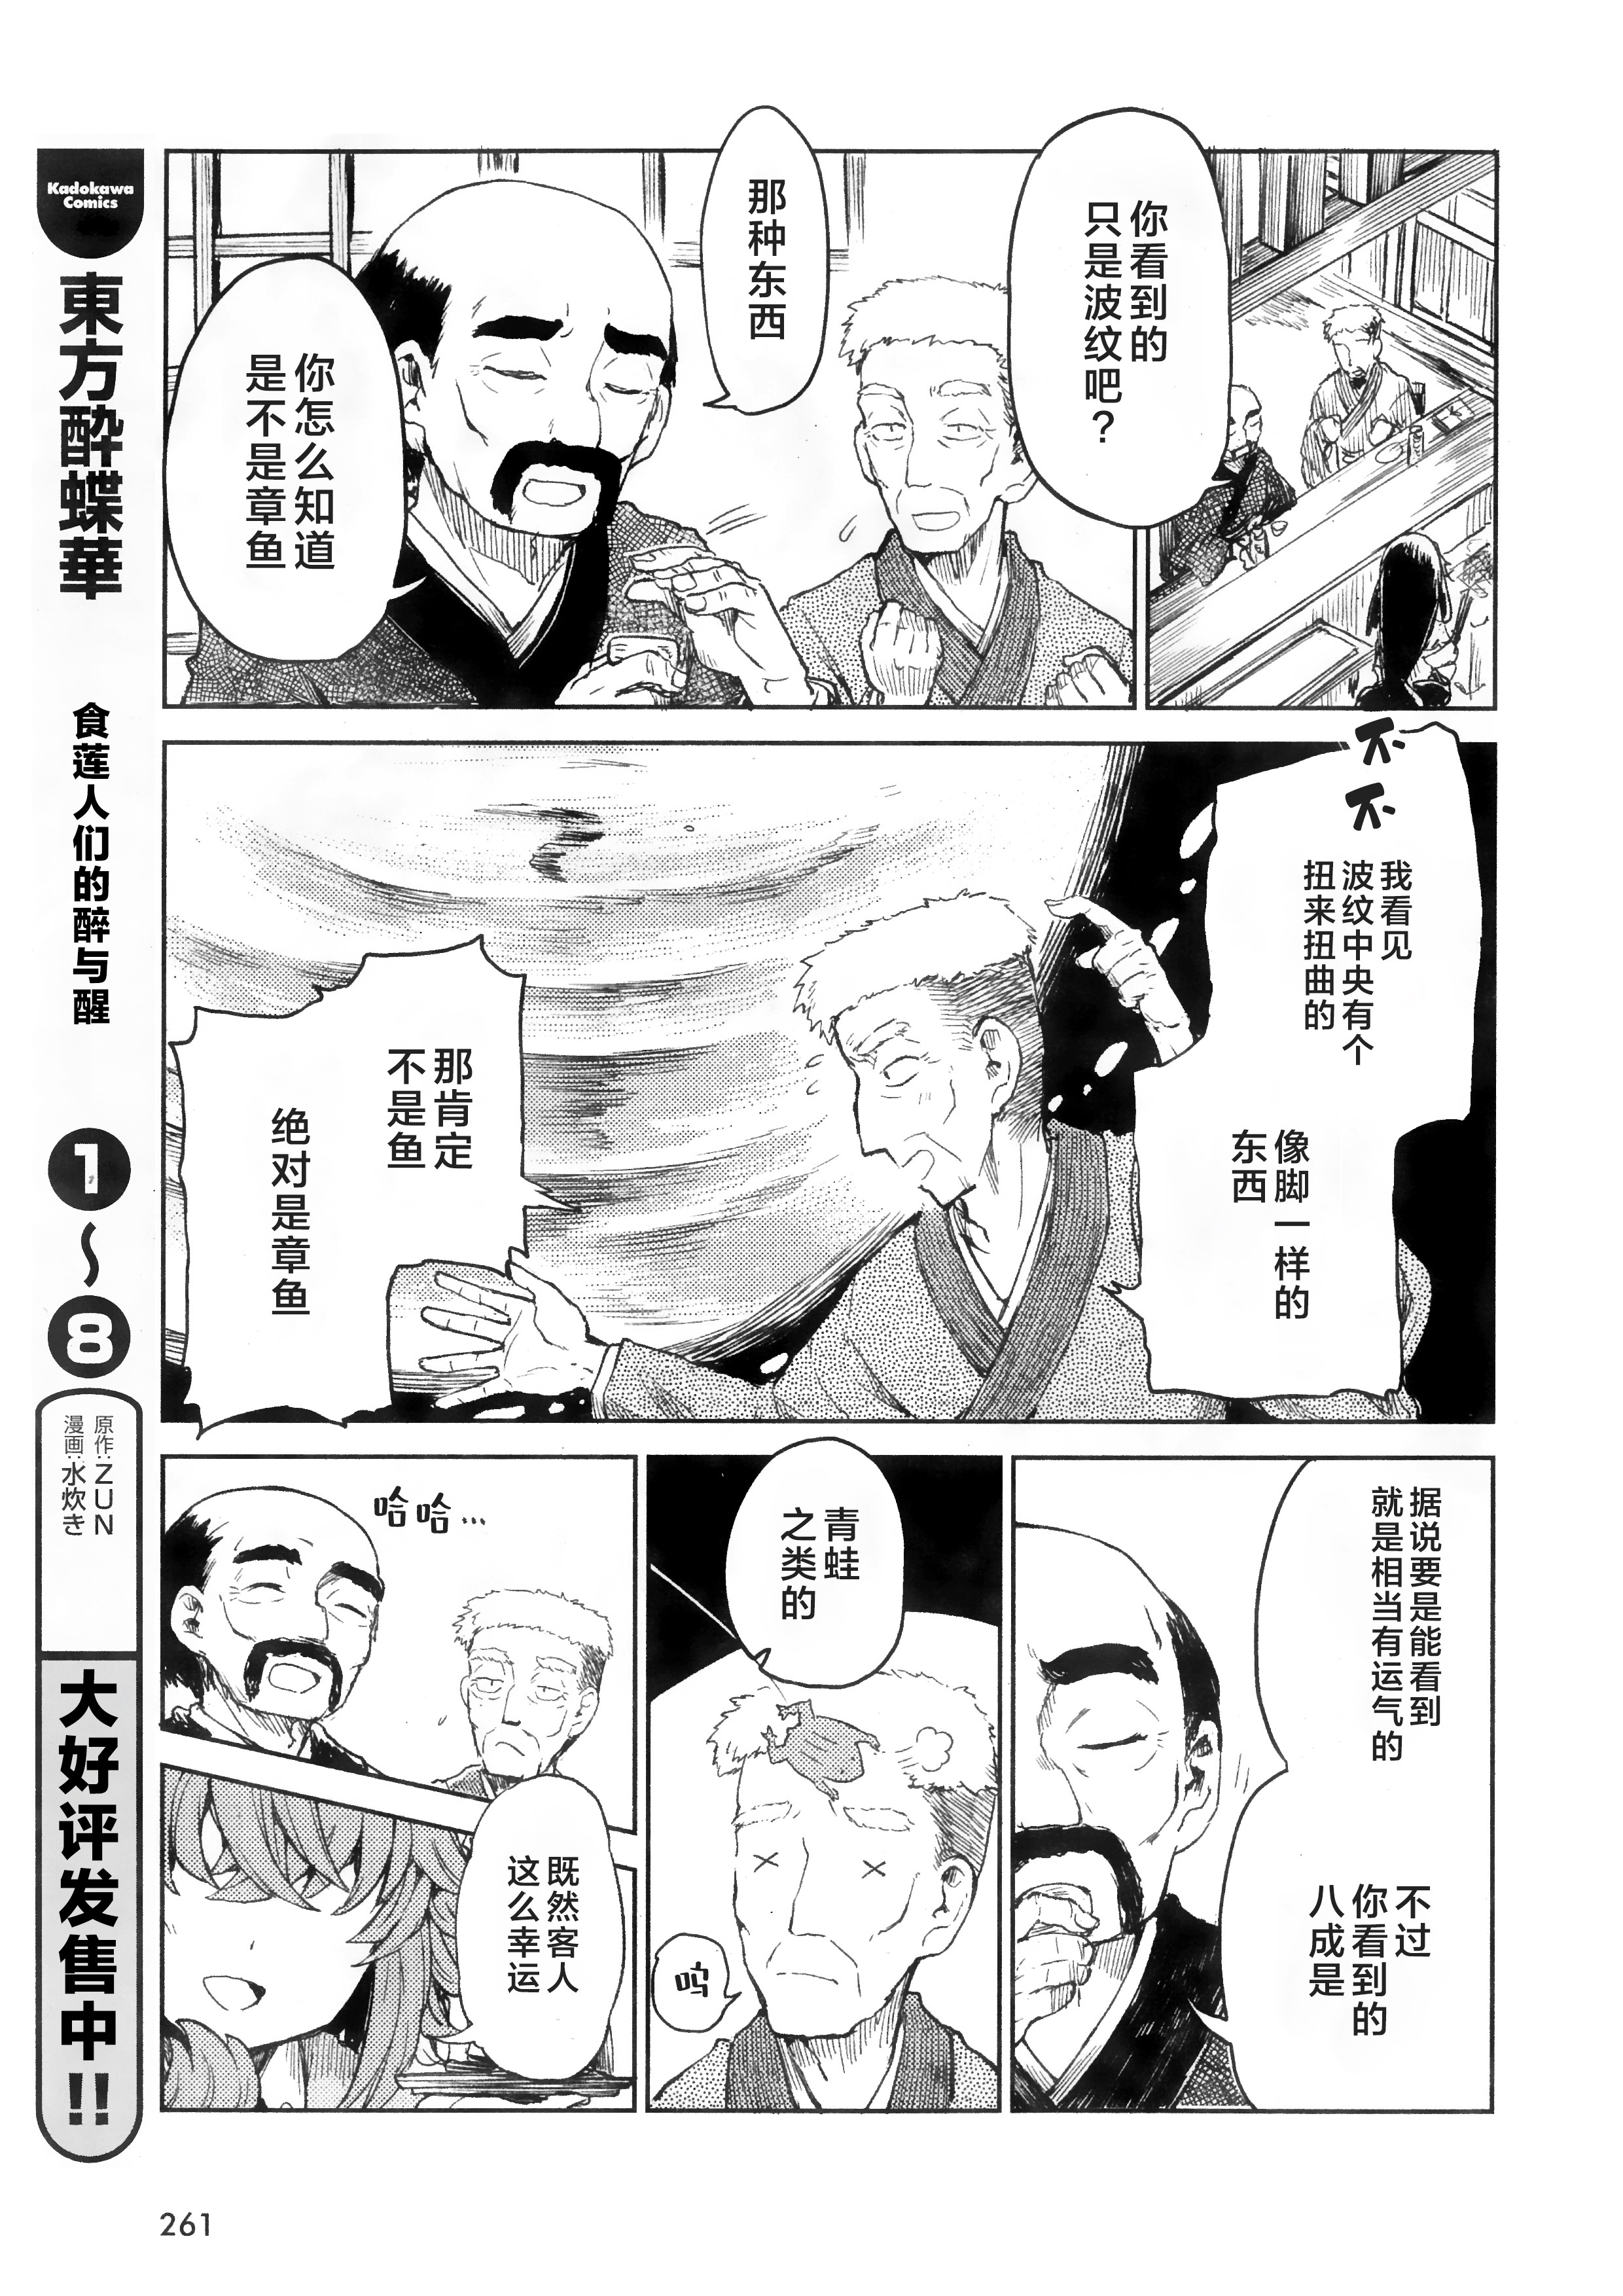 你看到的
只是波纹吧？
那种东西
你怎么知道
是不是章鱼
不不
我看见
波纹中央有个
扭来扭曲的
像脚一样的
东西
那肯定
不是鱼
绝对是章鱼
据说要是能看到
就是相当有运气的
不过
你看到的
八成是
青蛙
之类的
呜
哈哈…
既然客人
这么幸运
Kadokawa
Comics
東方酔蝶華
食莲人们的醉与醒
1～8
原作:ZUN
漫画:水炊き
大好评发售中!!
261